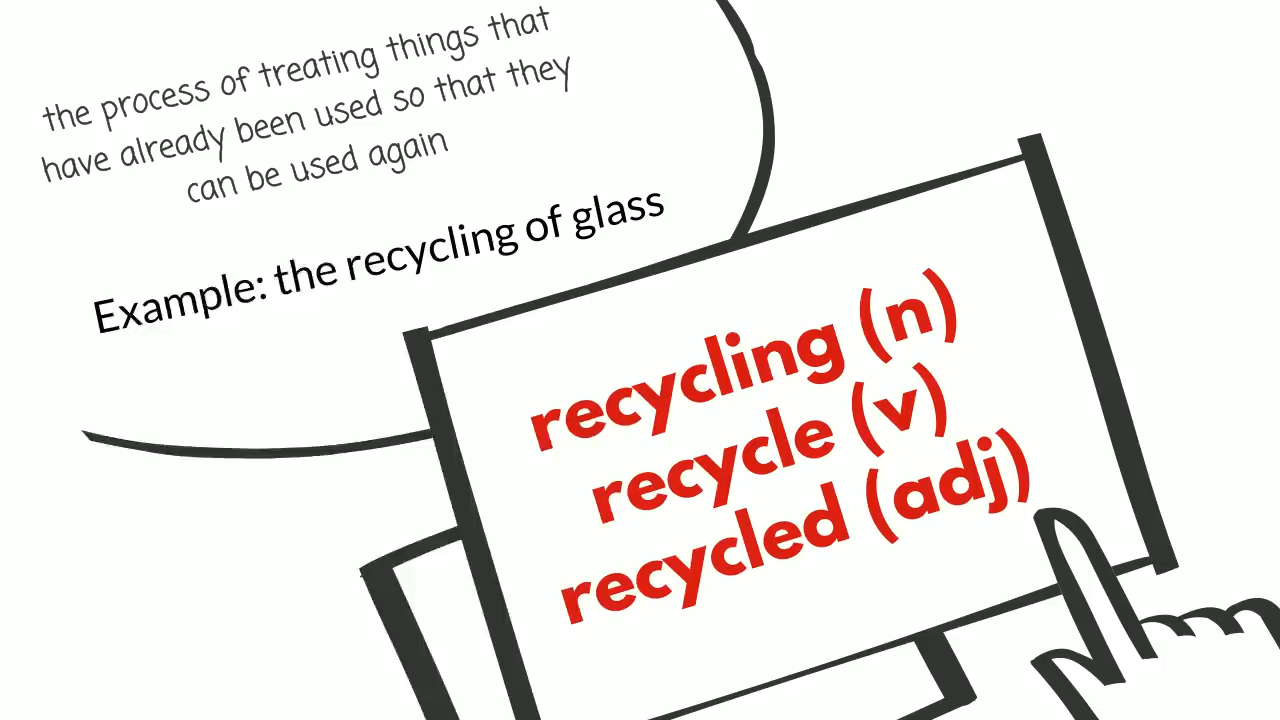 the process of treating things that
have already been used so that they
can be used again
Example: the recycling of glass
recycling (n)
recycle (v)
recycled (adj)